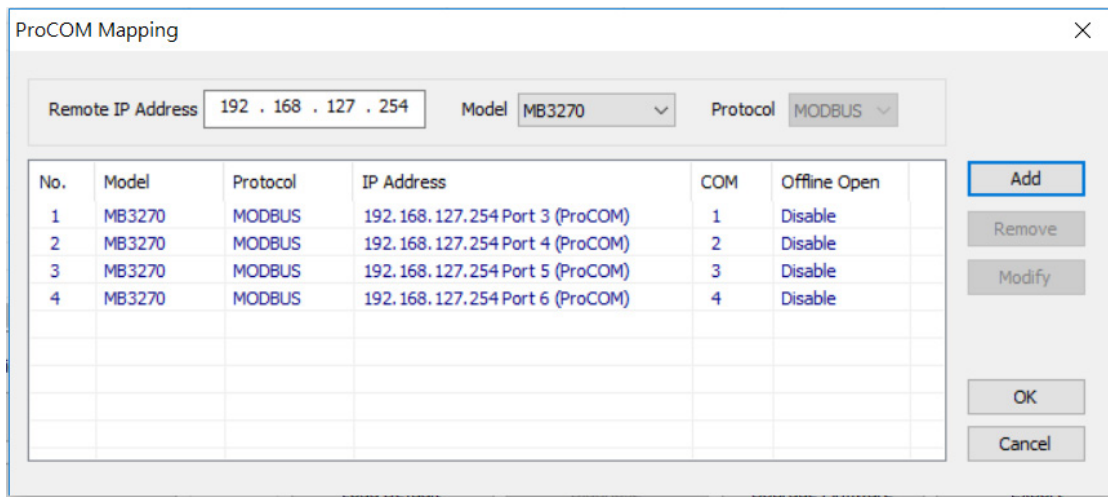 ProCOM Mapping
Remote IP Address 192 . 168 . 127 . 254 Model MB3270 Protocol MODBUS
No. Model Protocol IP Address COM Offline Open
1 MB3270 MODBUS 192.168.127.254 Port 3 (ProCOM) 1 Disable
2 MB3270 MODBUS 192.168.127.254 Port 4 (ProCOM) 2 Disable
3 MB3270 MODBUS 192.168.127.254 Port 5 (ProCOM) 3 Disable
4 MB3270 MODBUS 192.168.127.254 Port 6 (ProCOM) 4 Disable
Add
Remove
Modify
OK
Cancel